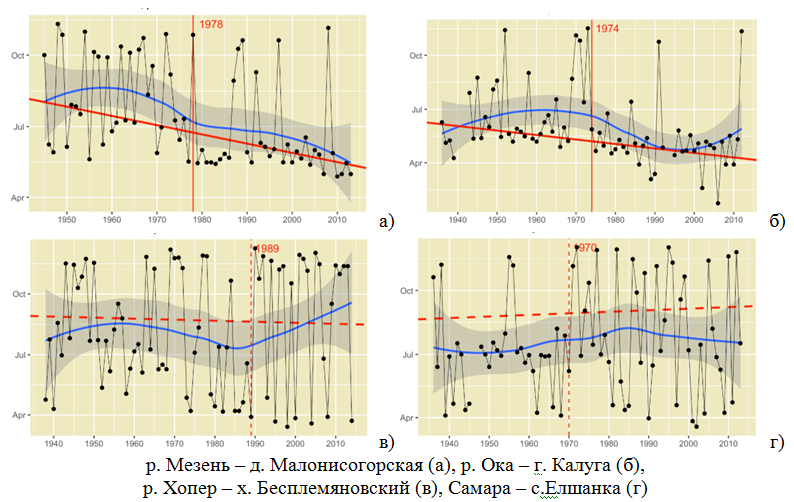 1978
Oct
Jul
Apr
1950 1960 1970 1980 1990 2000 2010
а)
1974
Oct
Jul
Apr
1940 1950 1960 1970 1980 1990 2000 2010
б)
1989
Oct
Jul
Apr
1940 1950 1960 1970 1980 1990 2000 2010
в)
1970
Oct
Jul
Apr
1940 1950 1960 1970 1980 1990 2000 2010
г)
р. Мезень – д. Малонисогорская (а), р. Ока – г. Калуга (б),
р. Хопер – х. Бесплемяновский (в), Самара – с.Елшанка (г)